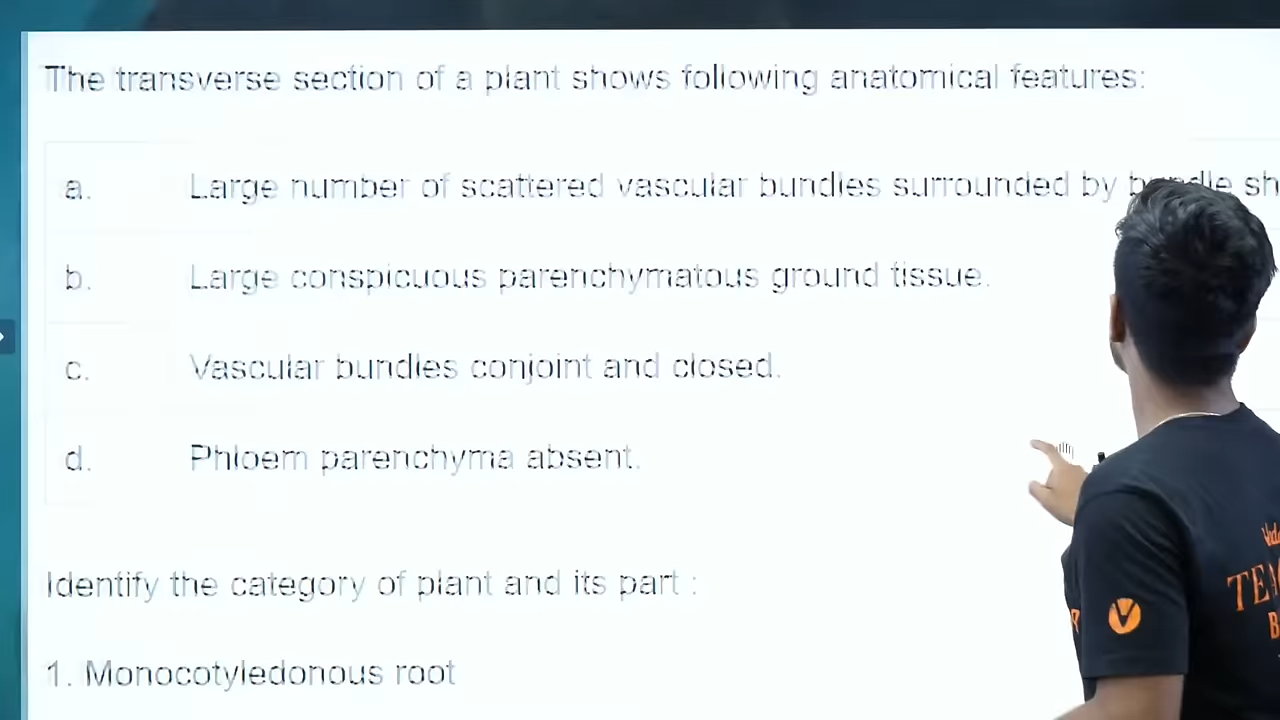 The transverse section of a plant shows following anatomical features:
a. Large number of scattered vascular bundles surrounded by bundle sh
b. Large conspicuous parenchymatous ground tissue.
c. Vascular bundles conjoint and closed.
d. Phloem parenchyma absent.
Identify the category of plant and its part :
1. Monocotyledonous root